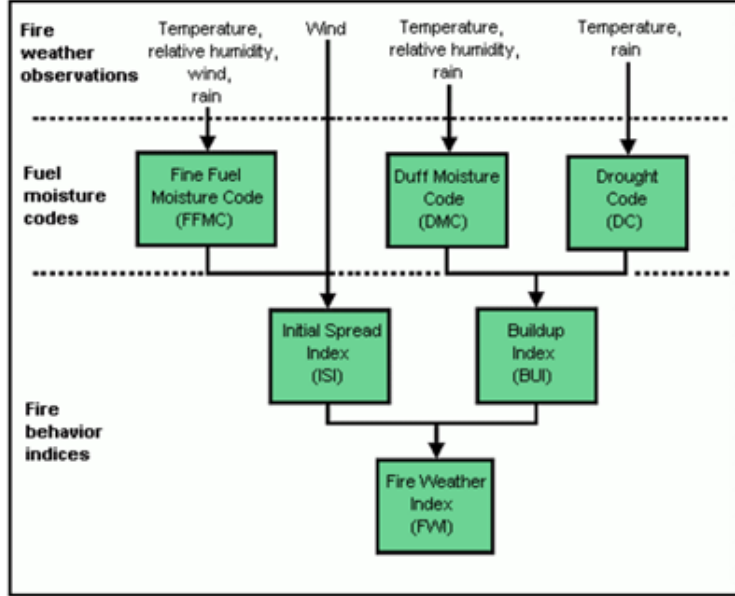 Fire
weather
observations
Temperature,
relative humidity,
wind,
rain
Wind
Temperature,
relative humidity,
rain
Temperature,
rain
Fuel
moisture
codes
Fine Fuel
Moisture Code
(FFMC)
Duff Moisture
Code
(DMC)
Drought
Code
(DC)
Fire
behavior
indices
Initial Spread
Index
(ISI)
Buildup
Index
(BUI)
Fire Weather
Index
(FWI)